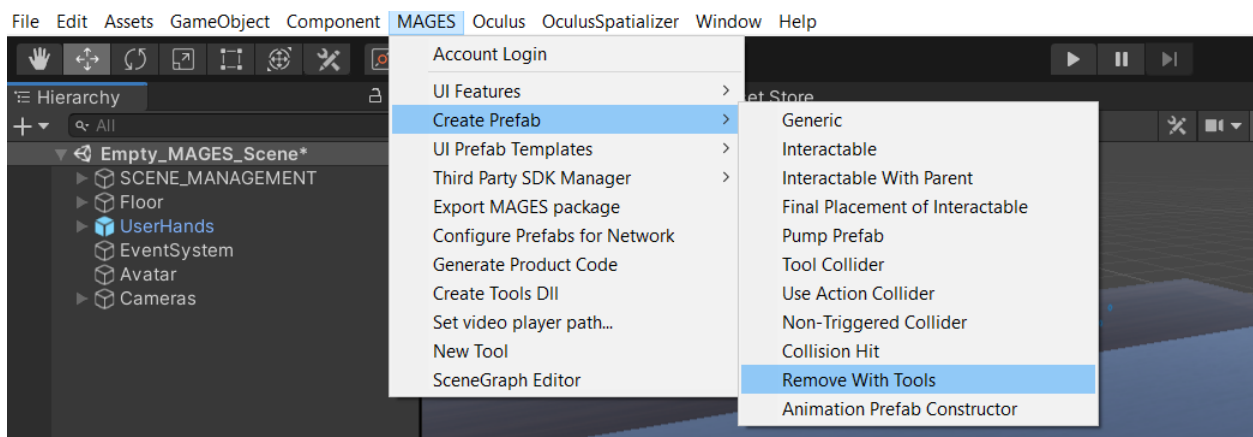 File Edit Assets GameObject Component MAGES Oculus OculusSpatializer Window Help
Hierarchy
All
Empty_MAGES_Scene*
SCENE_MANAGEMENT
Floor
UserHands
EventSystem
Avatar
Cameras
Account Login
UI Features
Create Prefab
UI Prefab Templates
Third Party SDK Manager
Export MAGES package
Configure Prefabs for Network
Generate Product Code
Create Tools Dll
Set video player path...
New Tool
SceneGraph Editor
et Store
Generic
Interactable
Interactable With Parent
Final Placement of Interactable
Pump Prefab
Tool Collider
Use Action Collider
Non-Triggered Collider
Collision Hit
Remove With Tools
Animation Prefab Constructor